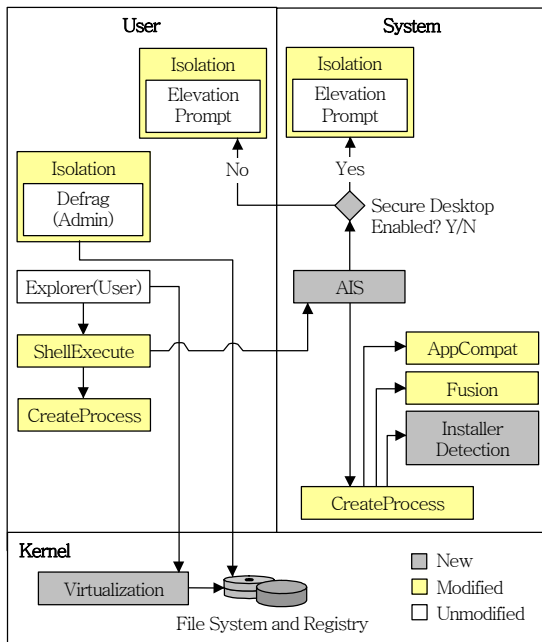 User
System
Isolation
Elevation
Prompt
Isolation
Elevation
Prompt
No
Yes
Isolation
Defrag
(Admin)
Secure Desktop
Enabled? Y/N
Explorer(User)
AIS
ShellExecute
AppCompat
CreateProcess
Fusion
Installer
Detection
CreateProcess
Kernel
Virtualization
File System and Registry
New
Modified
Unmodified